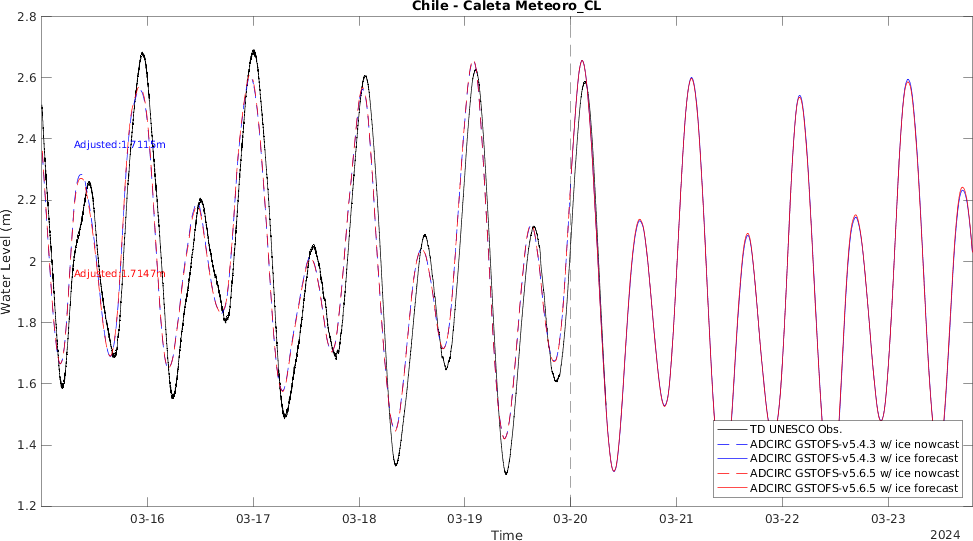 Chile - Caleta Meteoro_CL
2.8
2.6
2.4
2.2
2
1.8
1.6
1.4
1.2
Water Level (m)
Adjusted:1.7115m
Adjusted:1.7147m
TD UNESCO Obs.
ADCIRC GSTOFS-v5.4.3 w/ ice nowcast
ADCIRC GSTOFS-v5.4.3 w/ ice forecast
ADCIRC GSTOFS-v5.6.5 w/ ice nowcast
ADCIRC GSTOFS-v5.6.5 w/ ice forecast
03-16 03-17 03-18 03-19 03-20 03-21 03-22 03-23
Time
2024